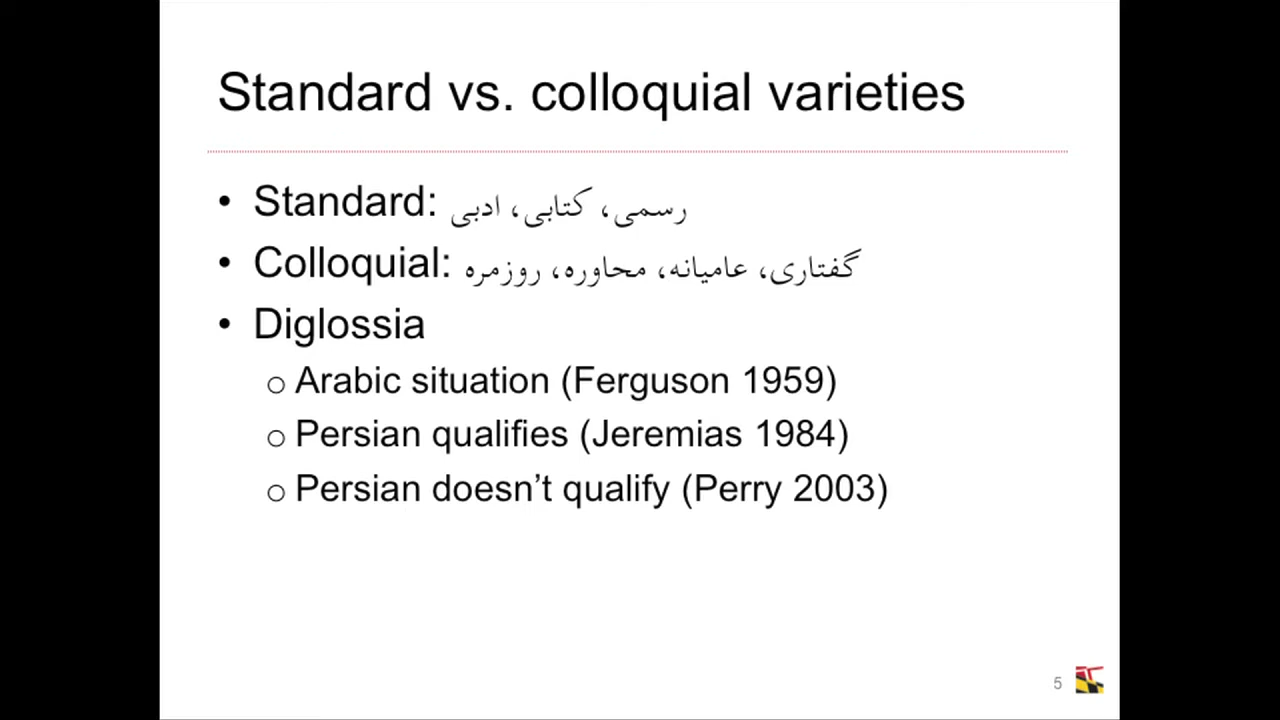 Standard vs. colloquial varieties
• Standard: رسمی، کتابی، ادبی
• Colloquial: گفتاری، عامیانه، محاوره، روزمره
• Diglossia
o Arabic situation (Ferguson 1959)
o Persian qualifies (Jeremias 1984)
o Persian doesn’t qualify (Perry 2003)
5